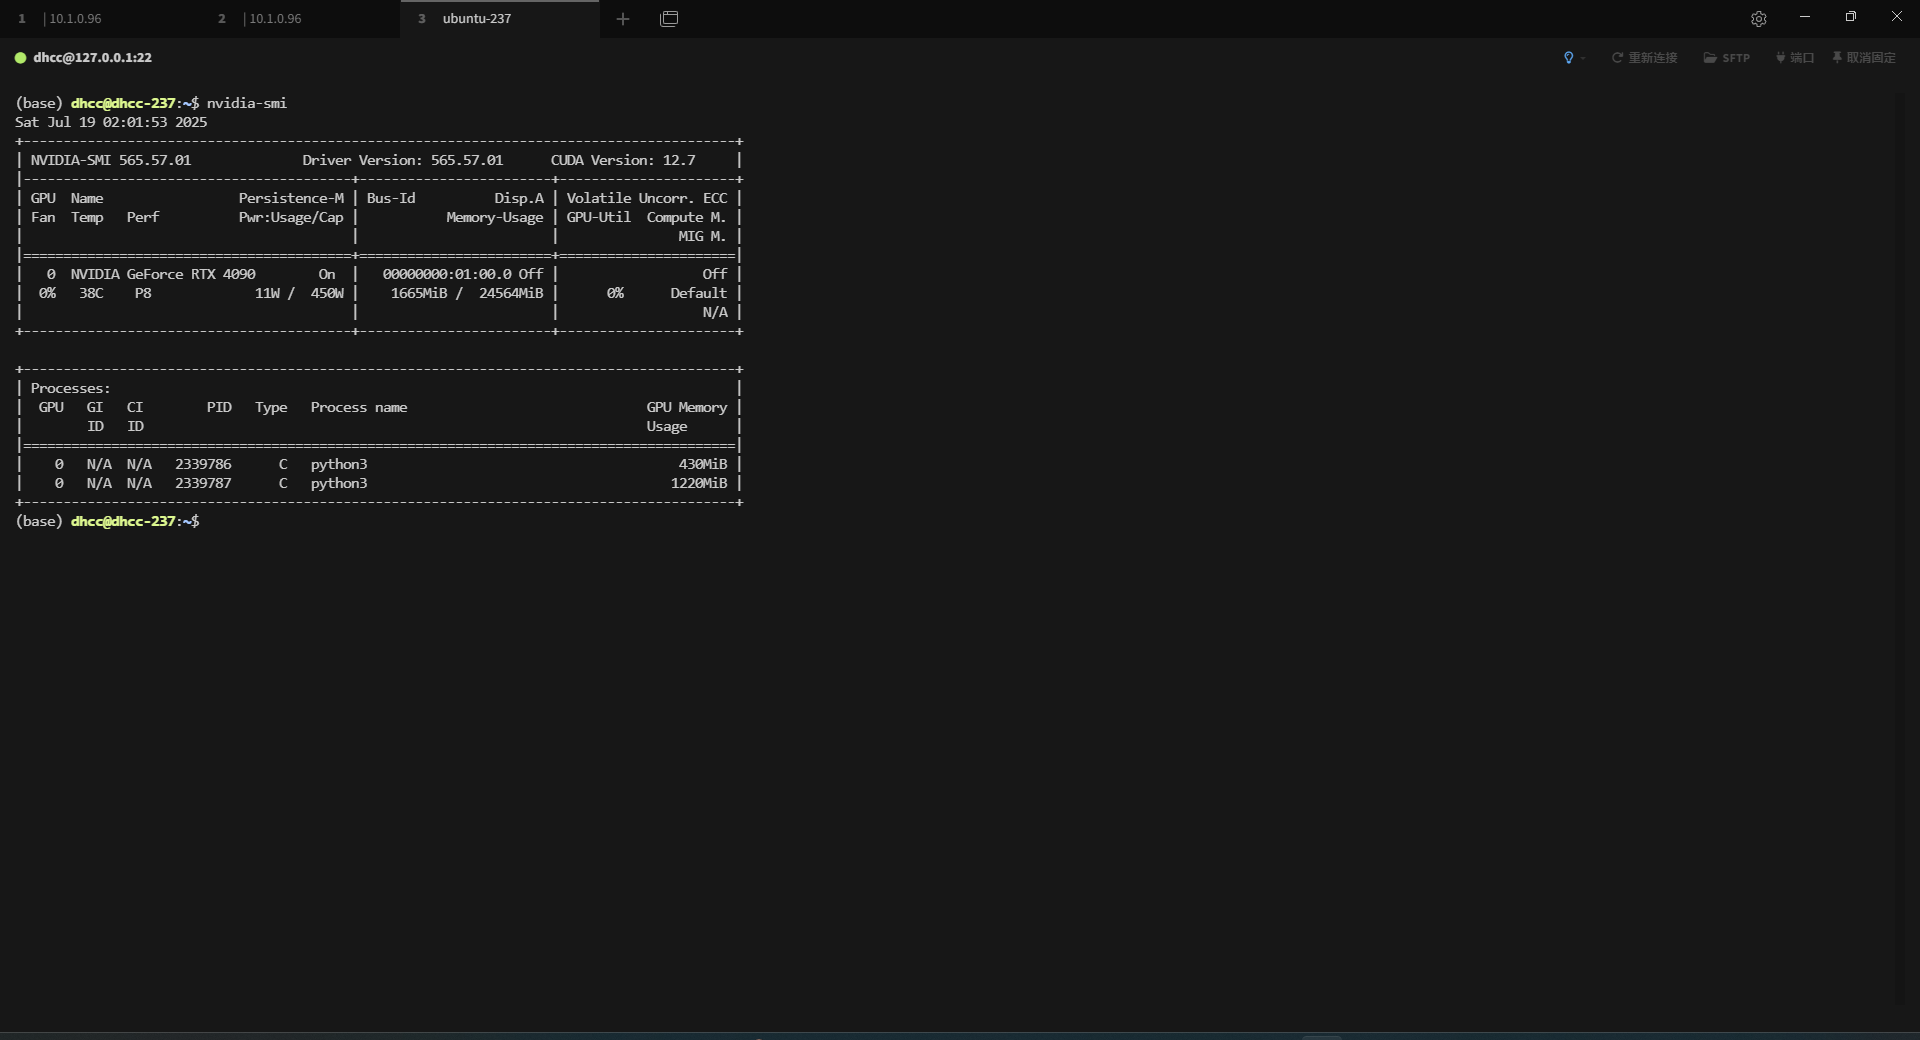 1 | 10.1.0.96 2 | 10.1.0.96 3 ubuntu-237
dhcc@127.0.0.1:22 重新连接 SFTP 端口 取消固定
(base) dhcc@dhcc-237:~$ nvidia-smi
Sat Jul 19 02:01:53 2025
+-----------------------------------------------------------------------------------------+
| NVIDIA-SMI 565.57.01              Driver Version: 565.57.01      CUDA Version: 12.7     |
|-----------------------------------------+------------------------+----------------------+
| GPU  Name                 Persistence-M | Bus-Id          Disp.A | Volatile Uncorr. ECC |
| Fan  Temp   Perf          Pwr:Usage/Cap |           Memory-Usage | GPU-Util  Compute M. |
|                                         |                        |               MIG M. |
|=========================================+========================+======================|
|   0  NVIDIA GeForce RTX 4090        On  |   00000000:01:00.0 Off |                  Off |
|  0%   38C    P8             11W /  450W |    1665MiB /  24564MiB |      0%      Default |
|                                         |                        |                  N/A |
+-----------------------------------------+------------------------+----------------------+
+-----------------------------------------------------------------------------------------+
| Processes:                                                                              |
|  GPU   GI   CI        PID   Type   Process name                              GPU Memory |
|        ID   ID                                                               Usage      |
|=========================================================================================|
|    0   N/A  N/A   2339786      C   python3                                       430MiB |
|    0   N/A  N/A   2339787      C   python3                                      1220MiB |
+-----------------------------------------------------------------------------------------+
(base) dhcc@dhcc-237:~$